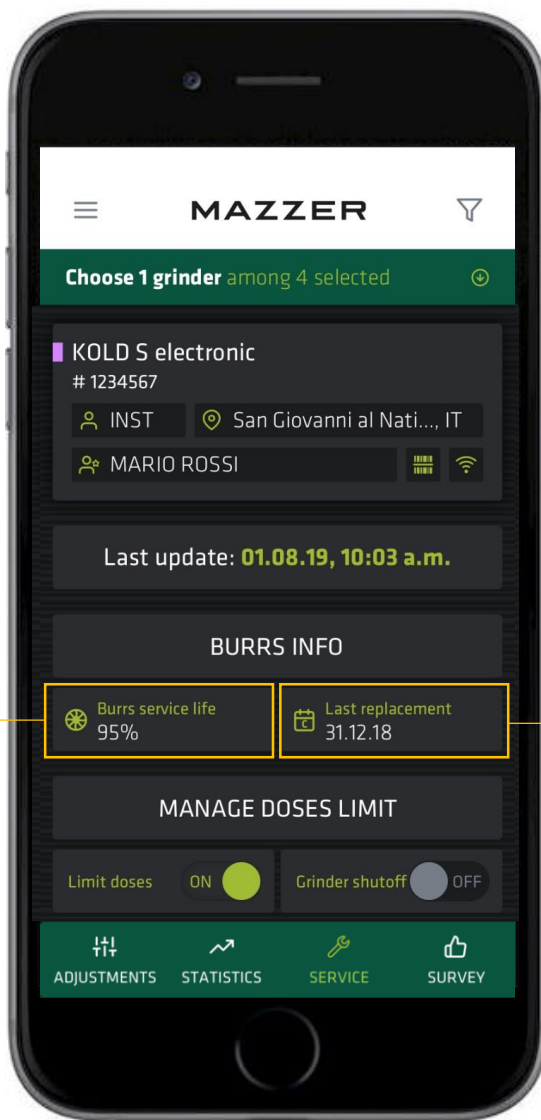 MAZZER
Choose 1 grinder among 4 selected
KOLD S electronic
# 1234567
INST
San Giovanni al Nati..., IT
MARIO ROSSI
Last update: 01.08.19, 10:03 a.m.
BURRS INFO
Burrs service life
95%
Last replacement
31.12.18
MANAGE DOSES LIMIT
Limit doses ON
Grinder shutoff OFF
ADJUSTMENTS STATISTICS SERVICE SURVEY